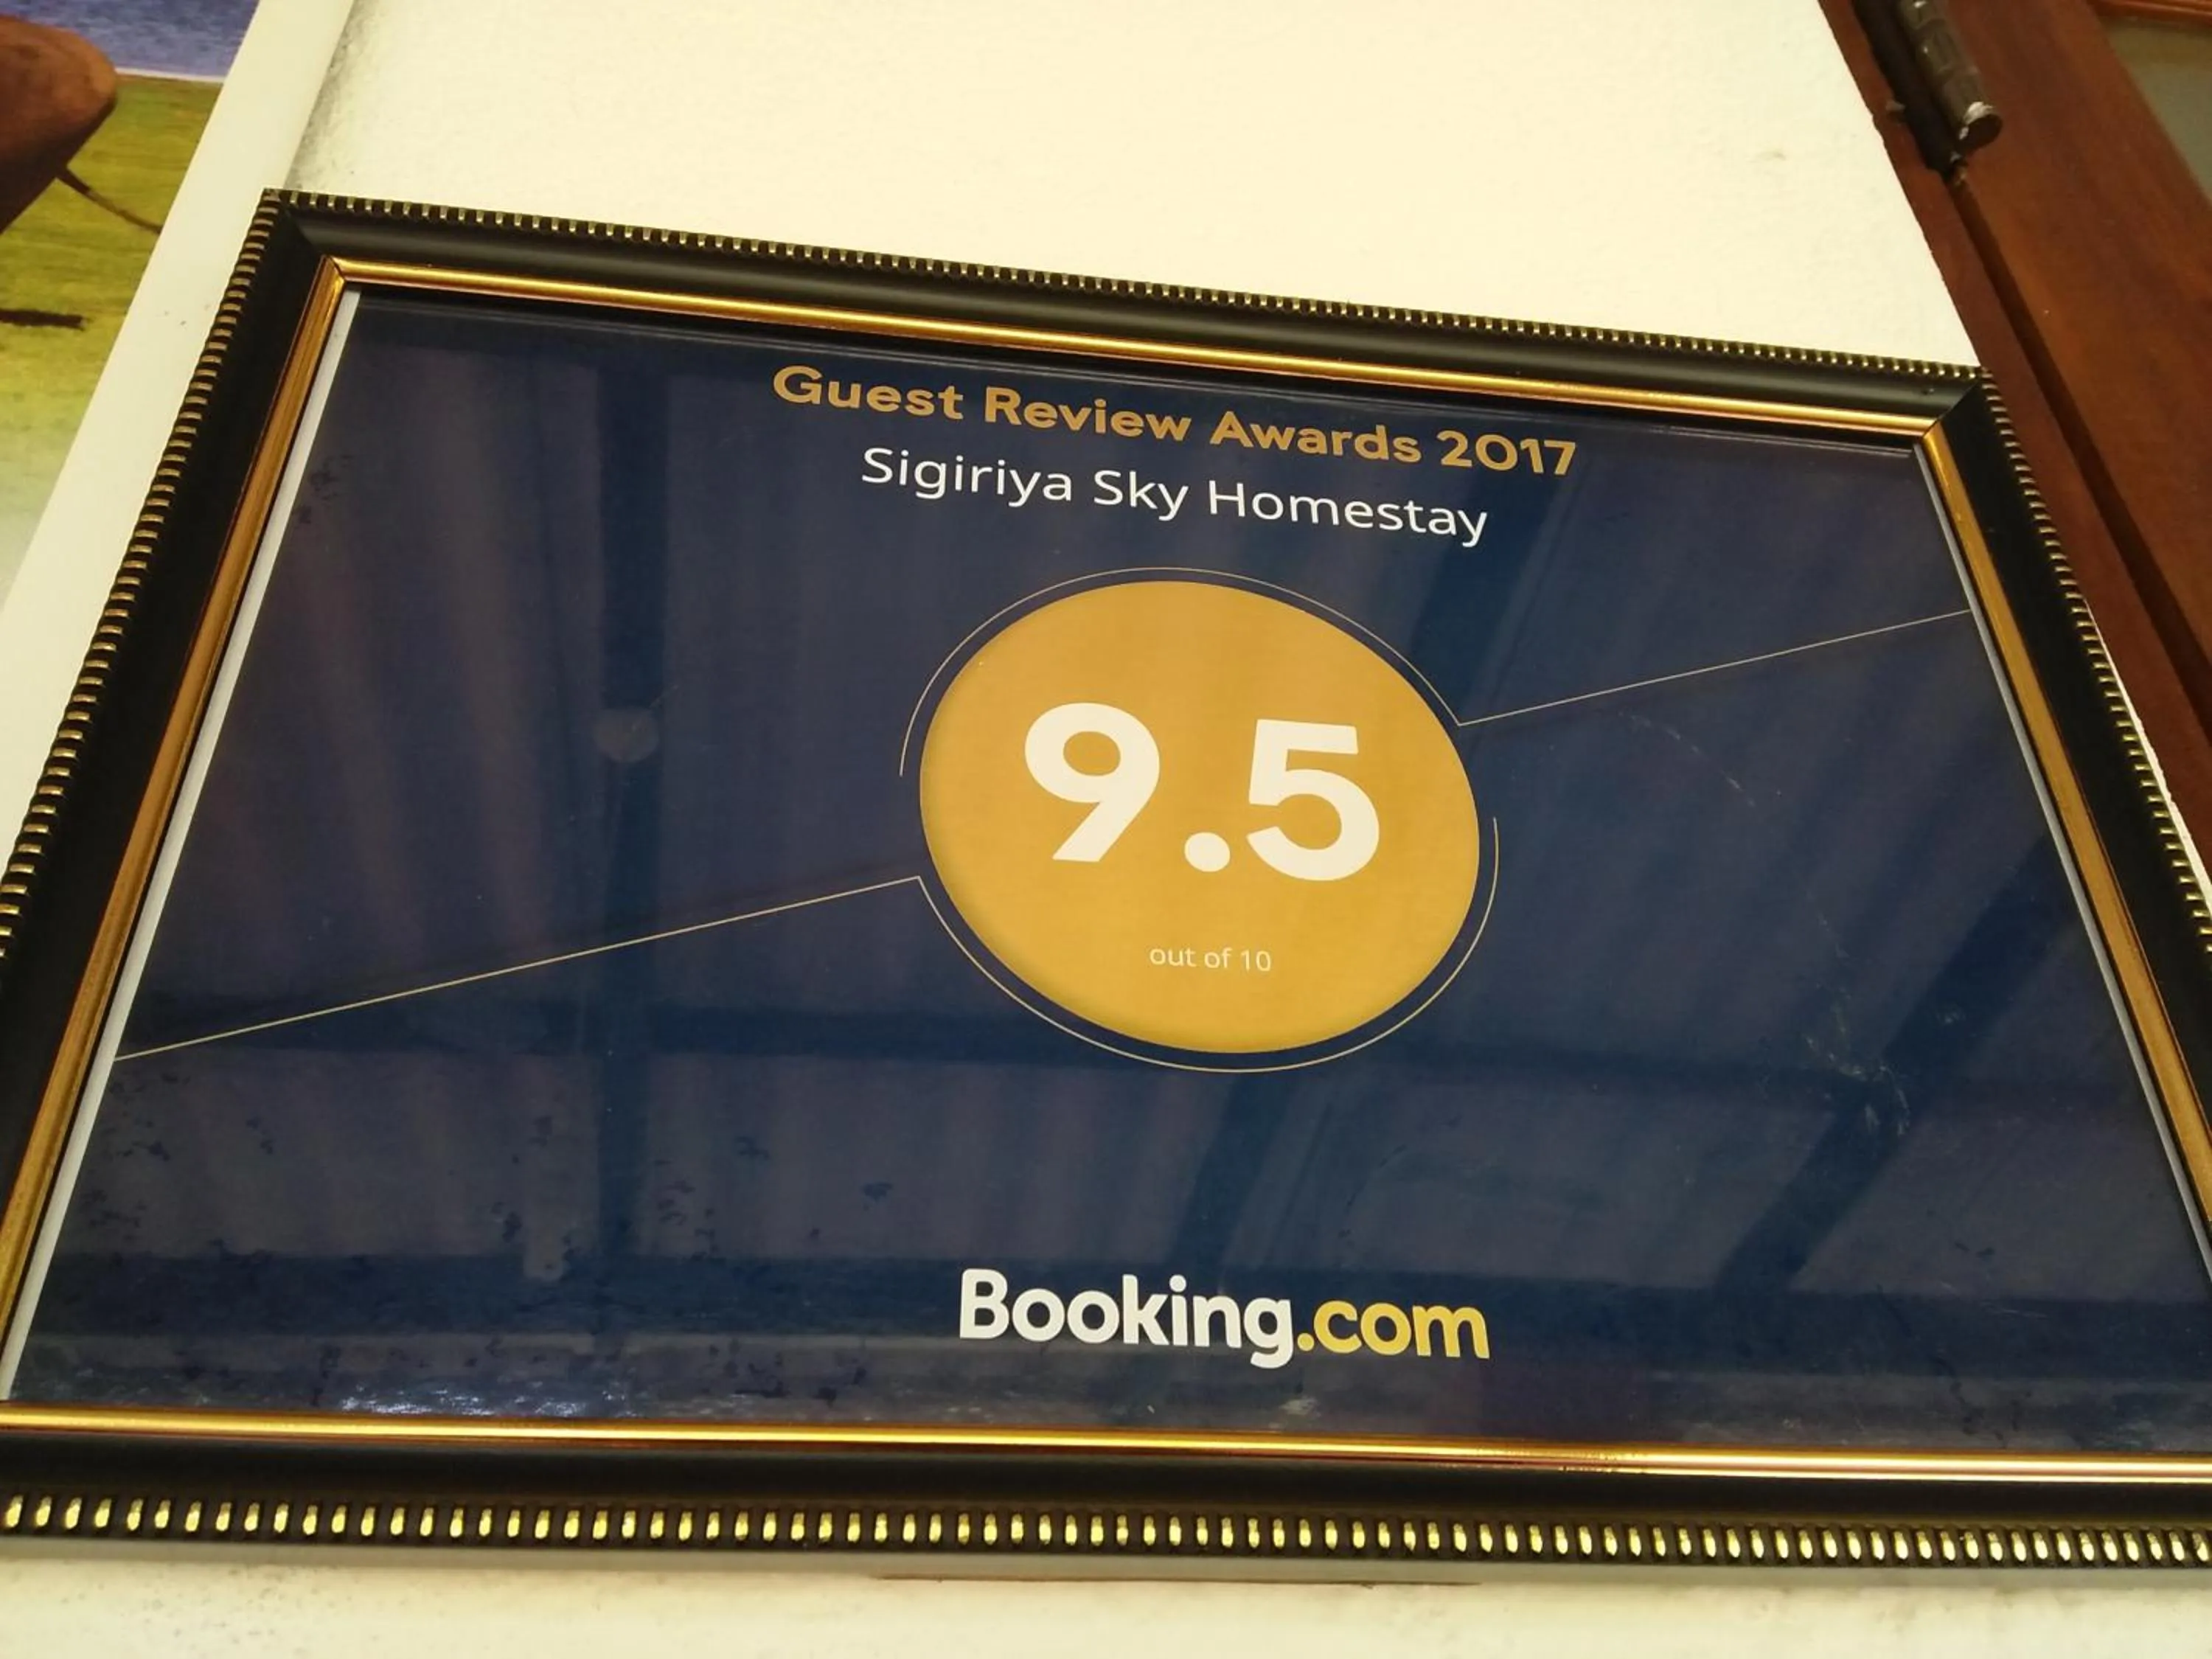 Guest Review Awards 2017
Sigiriya Sky Homestay
9.5
out of 10
Booking.com